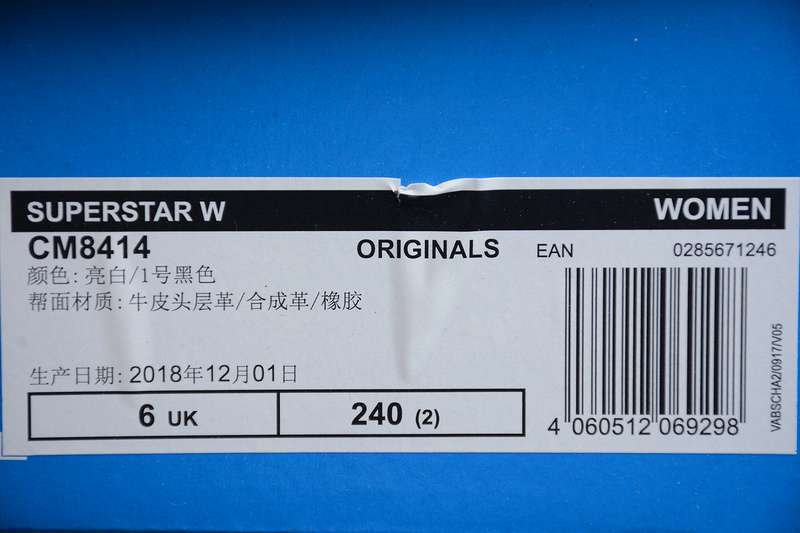 SUPERSTAR W WOMEN
CM8414 ORIGINALS EAN 0285671246
颜色: 亮白/1号黑色
帮面材质: 牛皮头层革/合成革/橡胶
生产日期: 2018年12月01日
6 UK 240 (2)
4 060512 069298
VABSCHA2/0917/V05